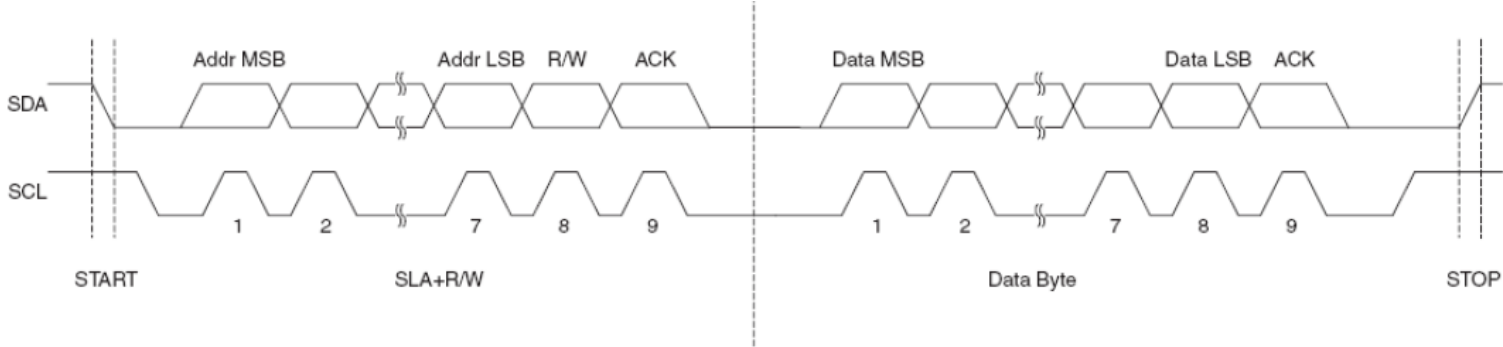 Addr MSB Addr LSB R/W ACK Data MSB Data LSB ACK
SDA
SCL
1 2 7 8 9 1 2 7 8 9
START SLA+R/W Data Byte STOP